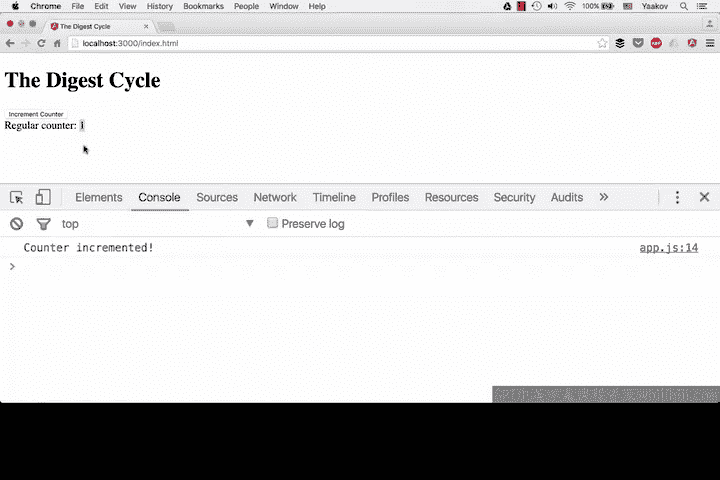 Chrome File Edit View History Bookmarks People Window Help 100% Yaakov
The Digest Cycle
localhost:3000/index.html
The Digest Cycle
Increment Counter
Regular counter: 1
Elements Console Sources Network Timeline Profiles Resources Security Audits
top Preserve log
Counter incremented! app.js:14